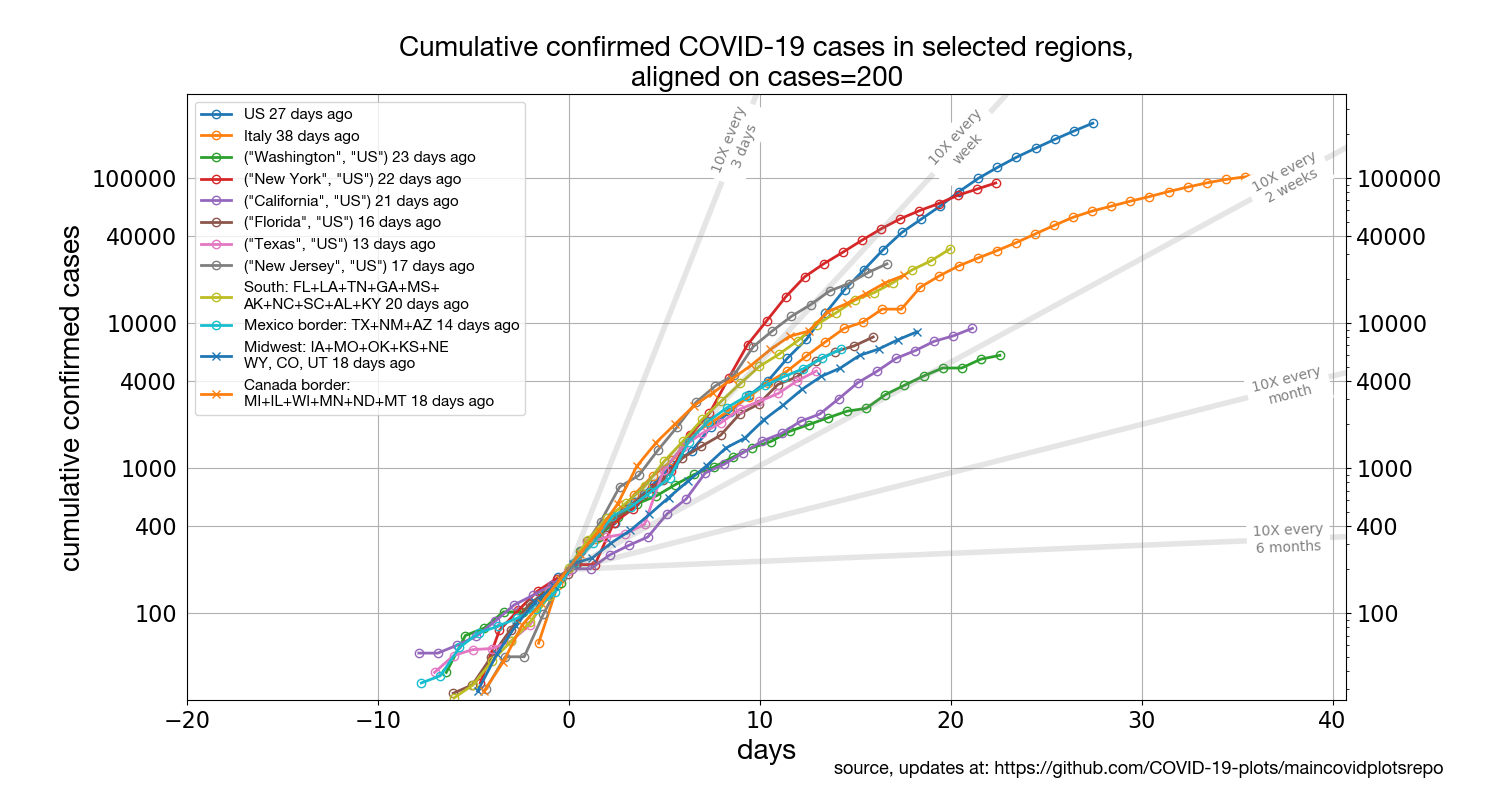 Cumulative confirmed COVID-19 cases in selected regions,
aligned on cases=200
US 27 days ago
Italy 38 days ago
("Washington", "US") 23 days ago
("New York", "US") 22 days ago
("California", "US") 21 days ago
("Florida", "US") 16 days ago
("Texas", "US") 13 days ago
("New Jersey", "US") 17 days ago
South: FL+LA+TN+GA+MS+
AK+NC+SC+AL+KY 20 days ago
Mexico border: TX+NM+AZ 14 days ago
Midwest: IA+MO+OK+KS+NE
WY, CO, UT 18 days ago
Canada border:
MI+IL+WI+MN+ND+MT 18 days ago
10X every
3 days
10X every
week
10X every
2 weeks
10X every
month
10X every
6 months
cumulative confirmed cases
100000
40000
10000
4000
1000
400
100
100000
40000
10000
4000
1000
400
100
−20
−10
0
10
20
30
40
days
source, updates at: https://github.com/COVID-19-plots/maincovidplotsrepo